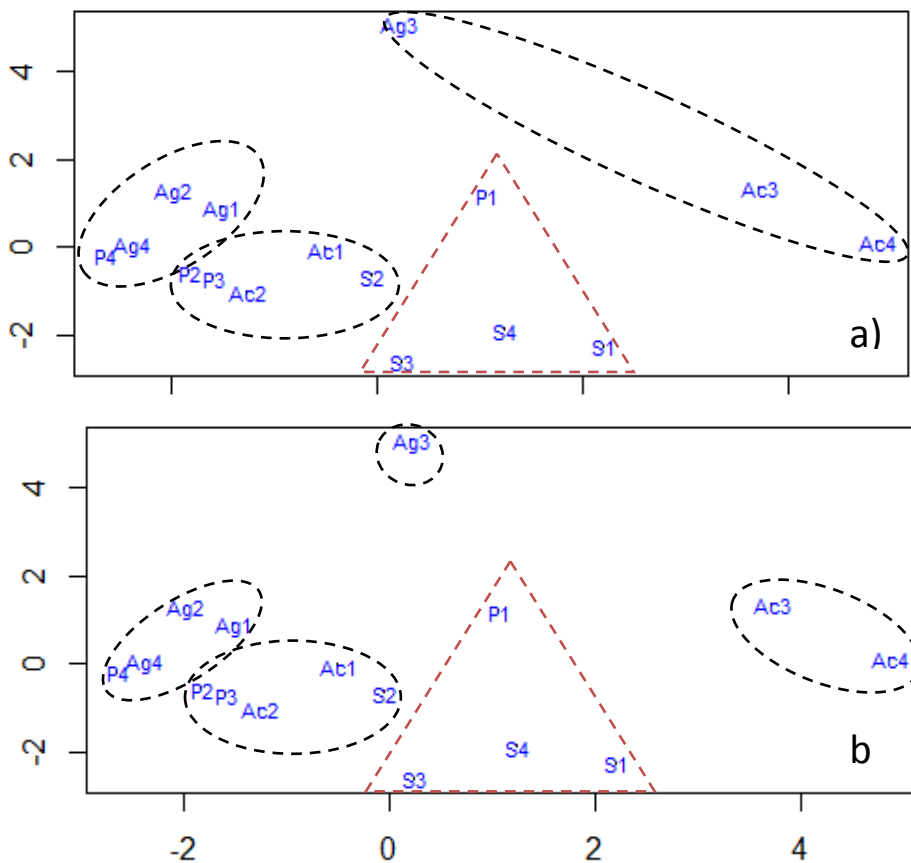 Ag3
4
2
Ag2
P1
Ac3
Ag1
0
P4 Ag4
Ac1
Ac4
P2 P3 Ac2
S2
-2
S4
S1
a)
S3
Ag3
4
2
Ag2
P1
Ac3
Ag1
0
P4 Ag4
Ac1
Ac4
P2 P3 Ac2
S2
-2
S4
S1
b
S3
-2 0 2 4